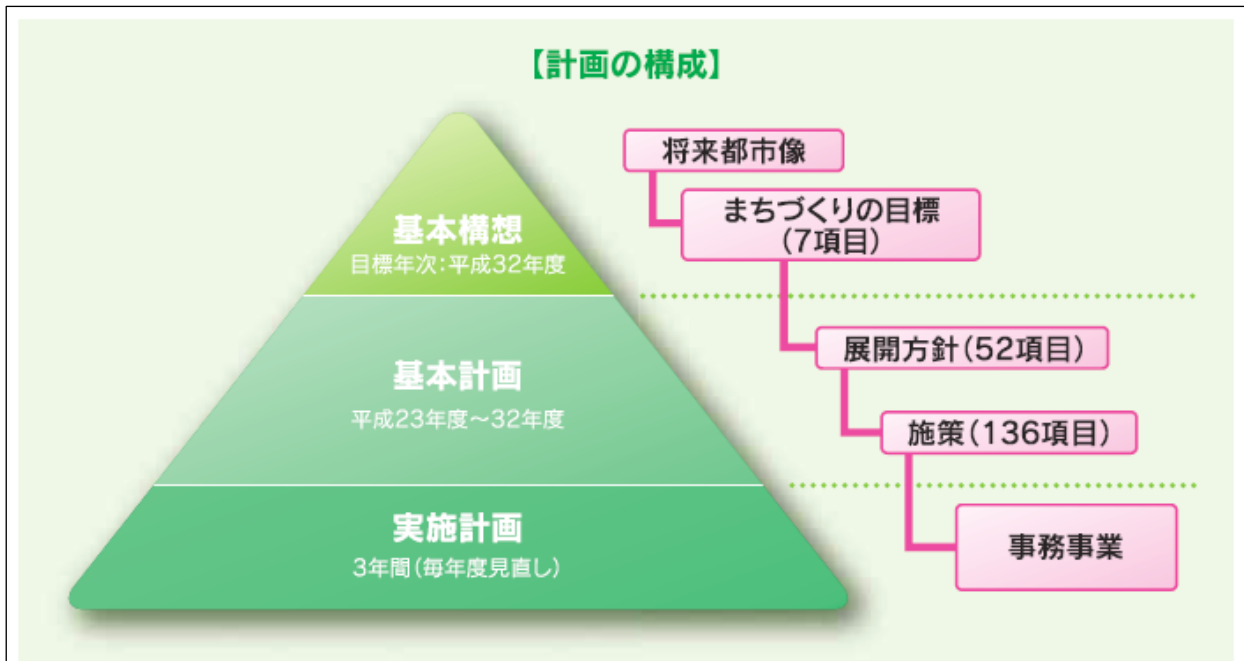 【計画の構成】
基本構想
目標年次:平成32年度
基本計画
平成23年度～32年度
実施計画
3年間(毎年度見直し)
将来都市像
まちづくりの目標
(7項目)
展開方針(52項目)
施策(136項目)
事務事業